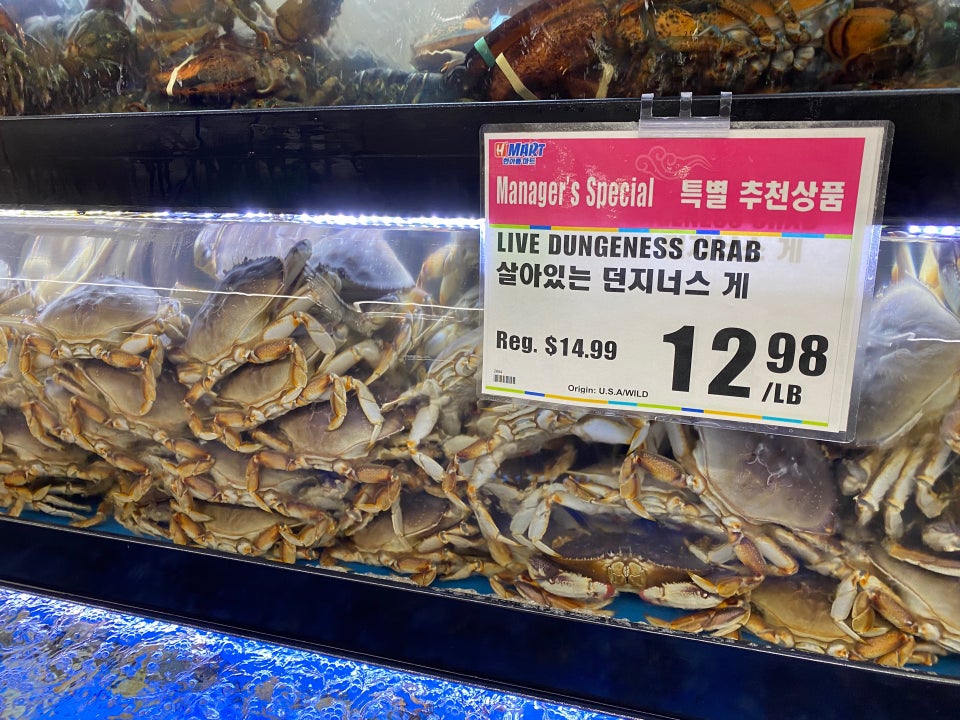 H MART
한아름 마트
Manager's Special 특별 추천상품
LIVE DUNGENESS CRAB
살아있는 던지너스 게
Reg. $14.99
12 98 /LB
Origin: U.S.A/WILD